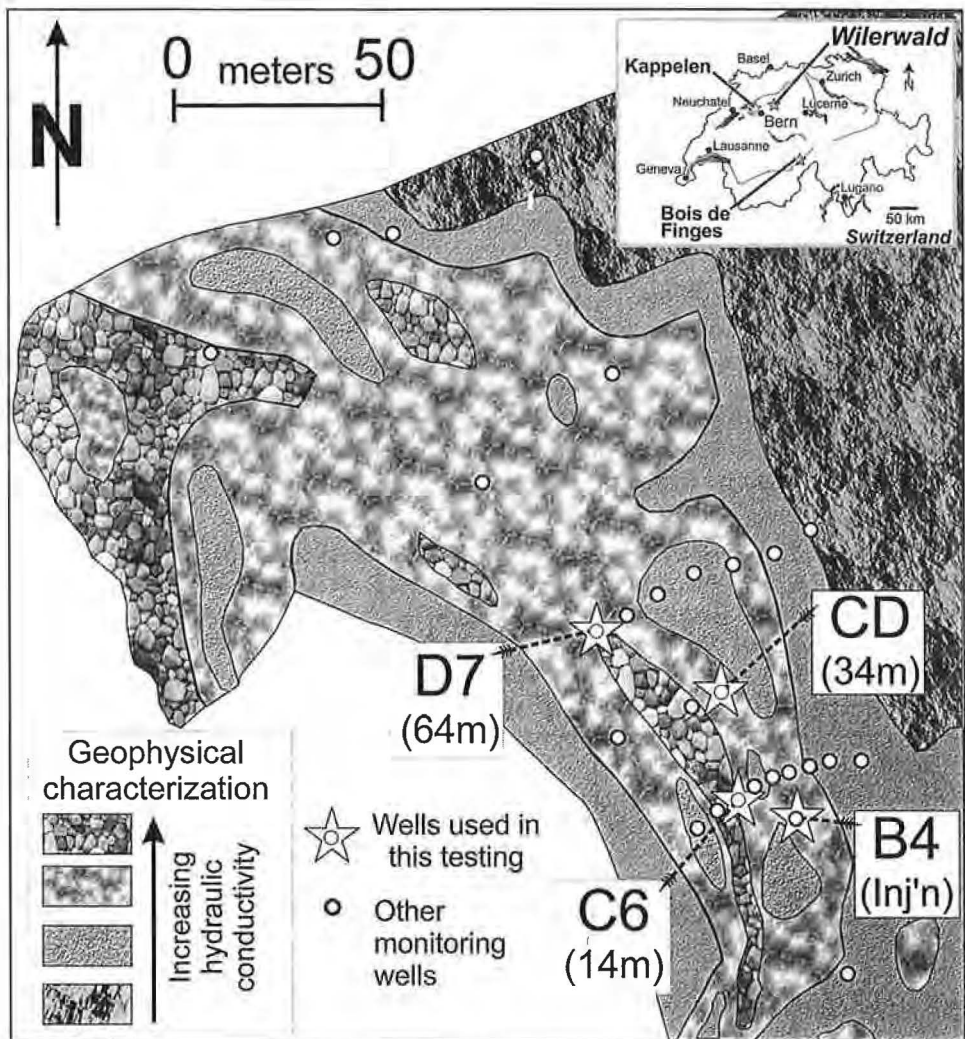 N
0 meters 50
Wilerwald
Kappelen
Basel
Zurich
N
Neuchatel
Lucerne
Bern
Lausanne
Geneva
Lugano
Bois de
Finges
50 km
Switzerland
CD
(34m)
D7
(64m)
B4
(Inj'n)
C6
(14m)
Geophysical
characterization
Increasing
hydraulic
conductivity
Wells used in
this testing
Other
monitoring
wells